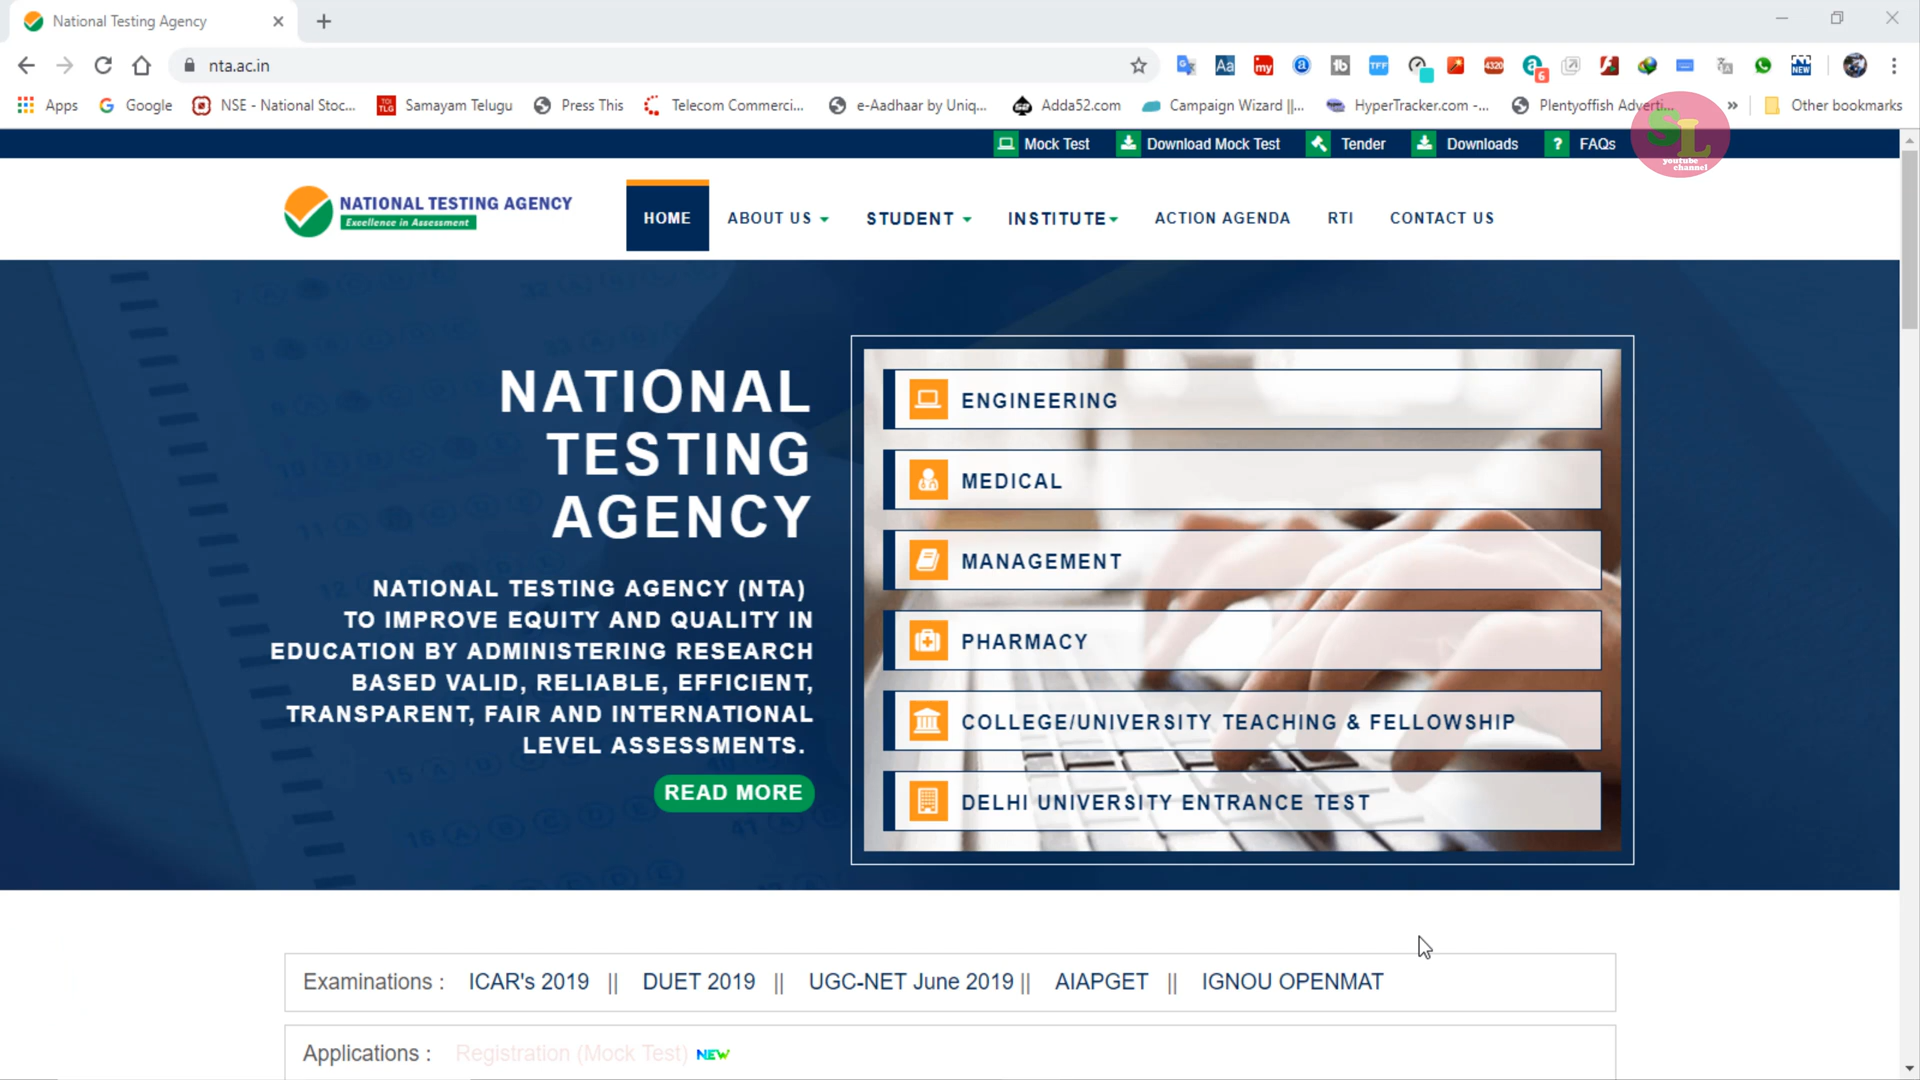 National Testing Agency
nta.ac.in
Apps
Google
NSE - National Stoc...
Samayam Telugu
Press This
Telecom Commerci...
e-Aadhaar by Uniq...
Adda52.com
Campaign Wizard ||...
HyperTracker.com -...
Plentyoffish Adverti...
Other bookmarks
Mock Test
Download Mock Test
Tender
Downloads
? FAQs
SL
youtube
channel
NATIONAL TESTING AGENCY
Excellence in Assessment
HOME
ABOUT US
STUDENT
INSTITUTE
ACTION AGENDA
RTI
CONTACT US
NATIONAL
TESTING
AGENCY
NATIONAL TESTING AGENCY (NTA)
TO IMPROVE EQUITY AND QUALITY IN
EDUCATION BY ADMINISTERING RESEARCH
BASED VALID, RELIABLE, EFFICIENT,
TRANSPARENT, FAIR AND INTERNATIONAL
LEVEL ASSESSMENTS.
READ MORE
ENGINEERING
MEDICAL
MANAGEMENT
PHARMACY
COLLEGE/UNIVERSITY TEACHING & FELLOWSHIP
DELHI UNIVERSITY ENTRANCE TEST
Examinations : ICAR's 2019 || DUET 2019 || UGC-NET June 2019 || AIAPGET || IGNOU OPENMAT
Applications : Registration (Mock Test) NEW